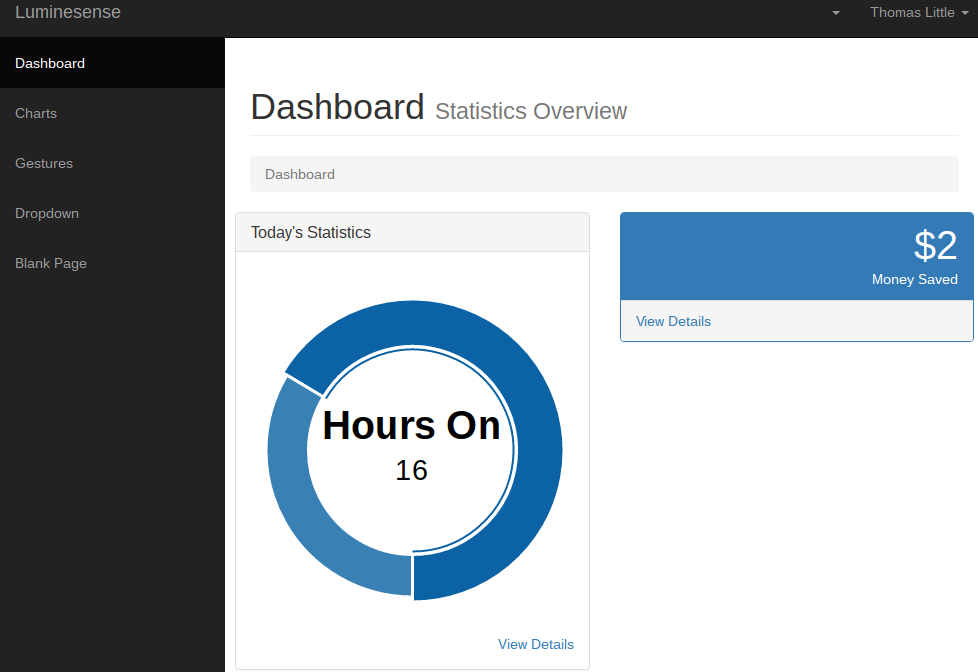 Luminesense
Thomas Little
Dashboard
Charts
Gestures
Dropdown
Blank Page
Dashboard Statistics Overview
Dashboard
Today's Statistics
Hours On
16
View Details
$2
Money Saved
View Details